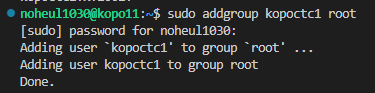 noheul1030@kopo11:~$ sudo addgroup kopoctc1 root
[sudo] password for noheul1030:
Adding user `kopoctc1' to group `root' ...
Adding user kopoctc1 to group root
Done.